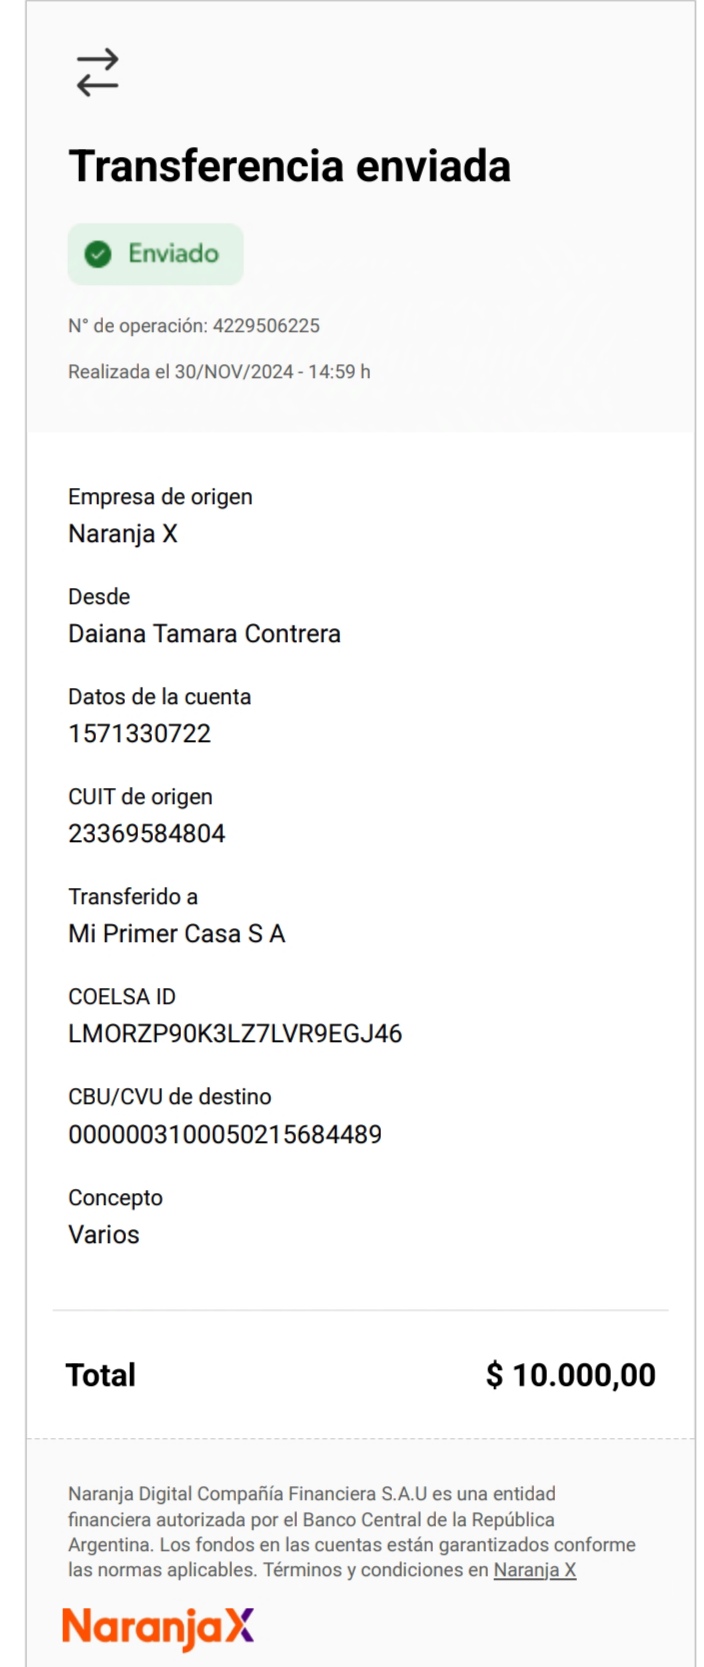 Transferencia enviada
Enviado
N° de operación: 4229506225
Realizada el 30/NOV/2024 - 14:59 h
Empresa de origen
Naranja X
Desde
Daiana Tamara Contrera
Datos de la cuenta
1571330722
CUIT de origen
23369584804
Transferido a
Mi Primer Casa S A
COELSA ID
LMORZP90K3LZ7LVR9EGJ46
CBU/CVU de destino
0000003100050215684489
Concepto
Varios
Total $ 10.000,00
Naranja Digital Compañía Financiera S.A.U es una entidad
financiera autorizada por el Banco Central de la República
Argentina. Los fondos en las cuentas están garantizados conforme
las normas aplicables. Términos y condiciones en Naranja X
NaranjaX